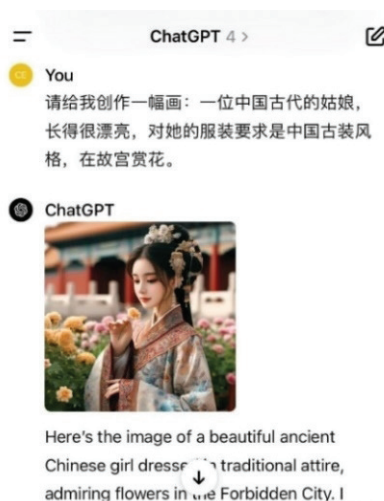 ChatGPT 4 >
CE
You
请给我创作一幅画：一位中国古代的姑娘，
长得很漂亮，对她的服装要求是中国古装风
格，在故宫赏花。
ChatGPT
Here's the image of a beautiful ancient
Chinese girl dressed traditional attire,
admiring flowers in the Forbidden City. I